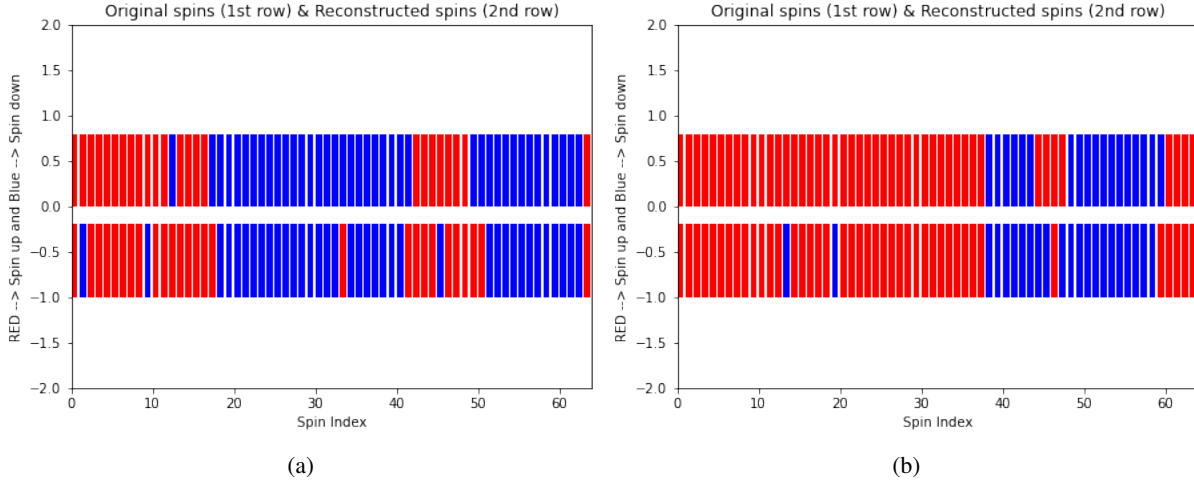 Original spins (1st row) & Reconstructed spins (2nd row)
RED --> Spin up and Blue --> Spin down
2.0
1.5
1.0
0.5
0.0
−0.5
−1.0
−1.5
−2.0
0 10 20 30 40 50 60
Spin Index
(a)
Original spins (1st row) & Reconstructed spins (2nd row)
RED --> Spin up and Blue --> Spin down
2.0
1.5
1.0
0.5
0.0
−0.5
−1.0
−1.5
−2.0
0 10 20 30 40 50 60
Spin Index
(b)